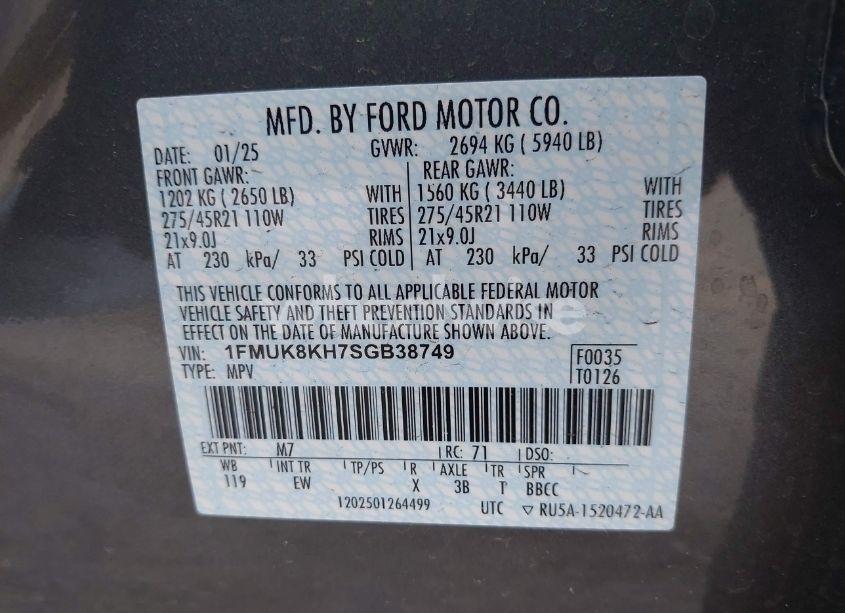 MFD. BY FORD MOTOR CO.
DATE: 01/25 GVWR: 2694 KG ( 5940 LB)
FRONT GAWR: REAR GAWR:
1202 KG ( 2650 LB) WITH 1560 KG ( 3440 LB) WITH
275/45R21 110W TIRES 275/45R21 110W TIRES
21x9.0J RIMS 21x9.0J RIMS
AT 230 kPa/ 33 PSI COLD AT 230 kPa/ 33 PSI COLD
THIS VEHICLE CONFORMS TO ALL APPLICABLE FEDERAL MOTOR
VEHICLE SAFETY AND THEFT PREVENTION STANDARDS IN
EFFECT ON THE DATE OF MANUFACTURE SHOWN ABOVE.
VIN: 1FMUK8KH7SGB38749 F0035
TYPE: MPV T0126
EXT PNT: M7 RC: 71 DSO:
WB INT TR TP/PS R AXLE TR SPR
119 EW X 3B T BBCC
1202501264499 UTC ▽ RU5A-1520472-AA